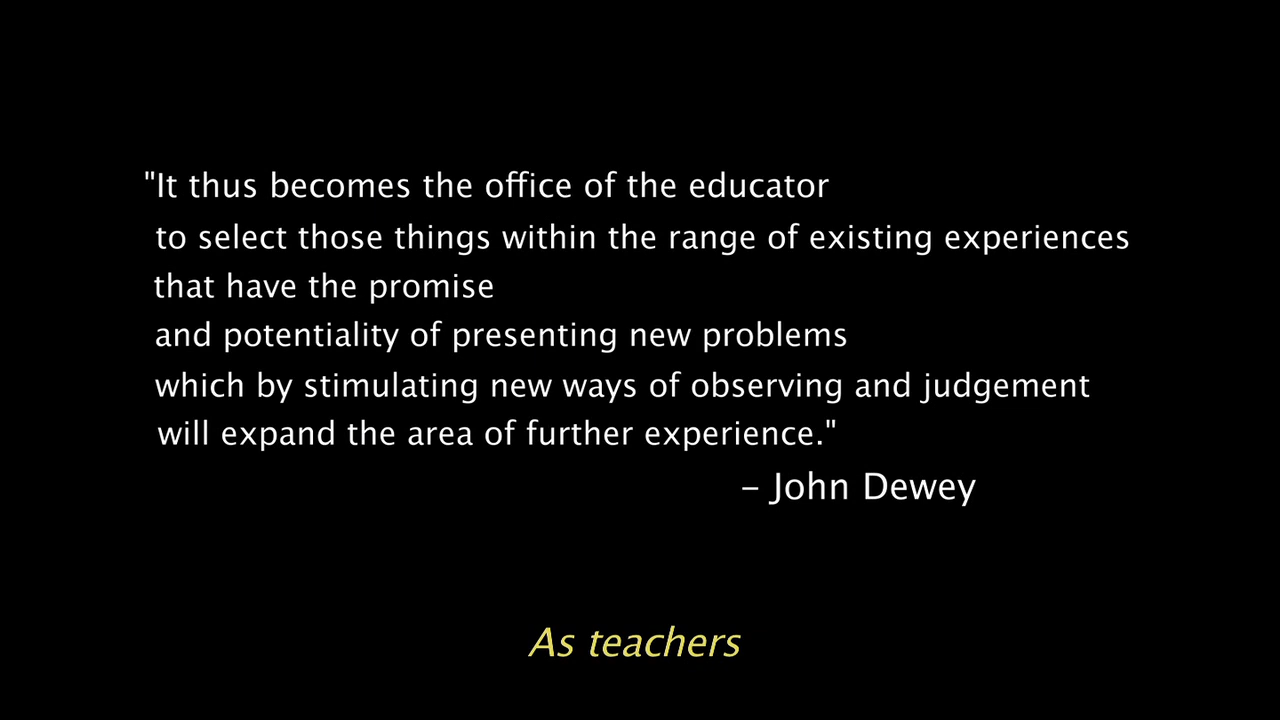 "It thus becomes the office of the educator
to select those things within the range of existing experiences
that have the promise
and potentiality of presenting new problems
which by stimulating new ways of observing and judgement
will expand the area of further experience."
– John Dewey
As teachers